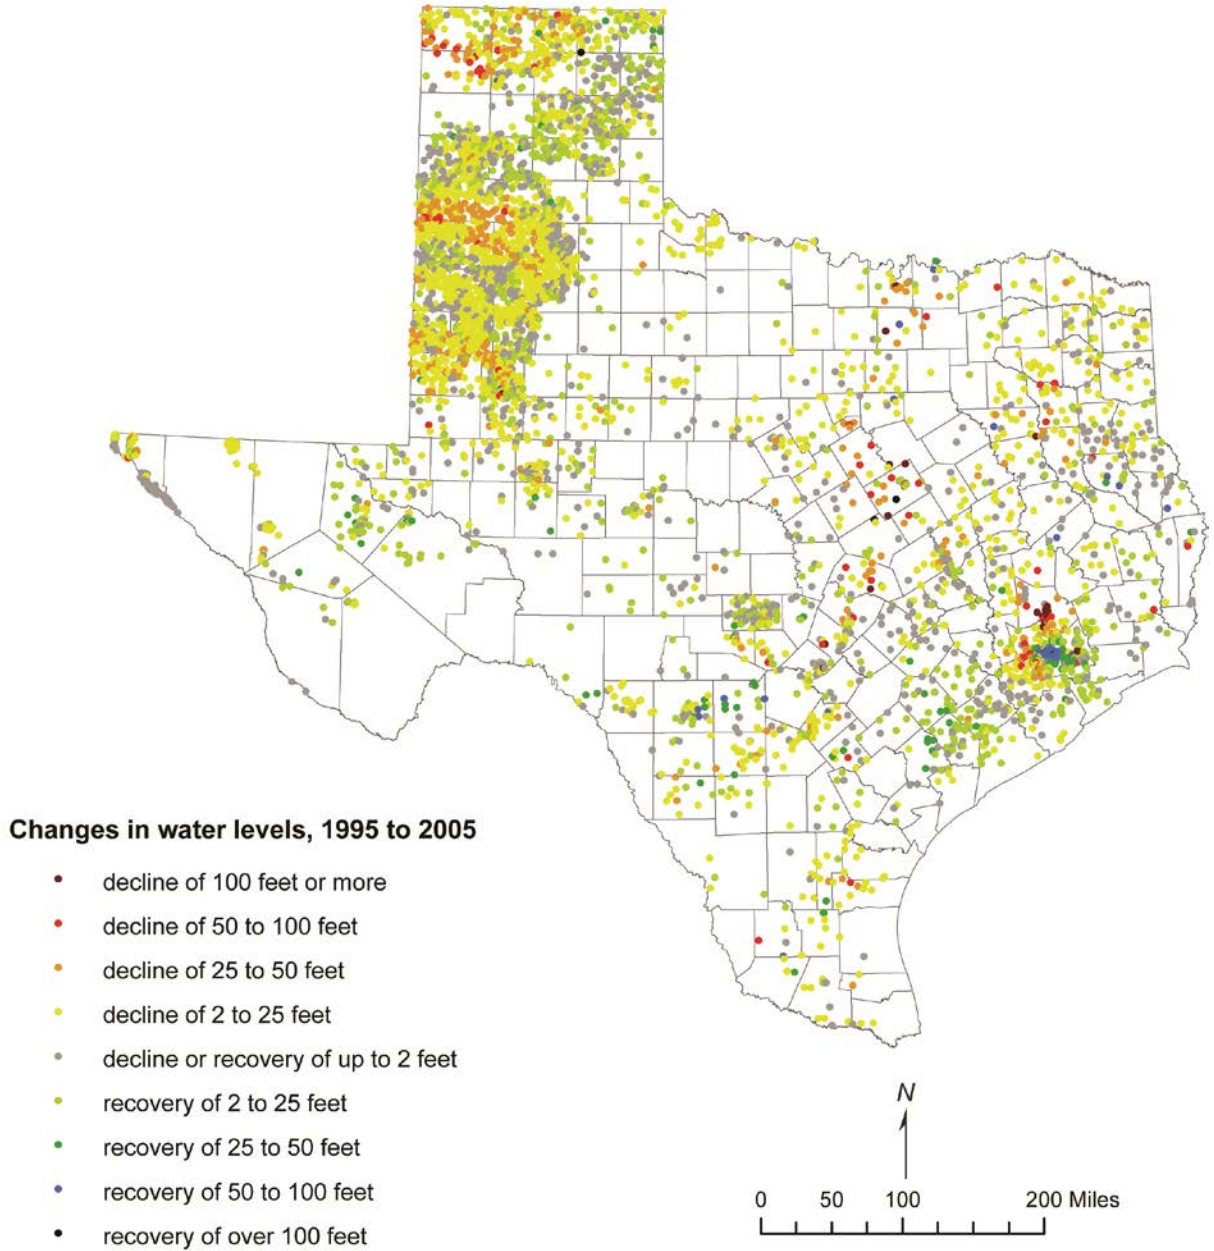 Changes in water levels, 1995 to 2005
decline of 100 feet or more
decline of 50 to 100 feet
decline of 25 to 50 feet
decline of 2 to 25 feet
decline or recovery of up to 2 feet
recovery of 2 to 25 feet
recovery of 25 to 50 feet
recovery of 50 to 100 feet
recovery of over 100 feet
N
0 50 100 200 Miles